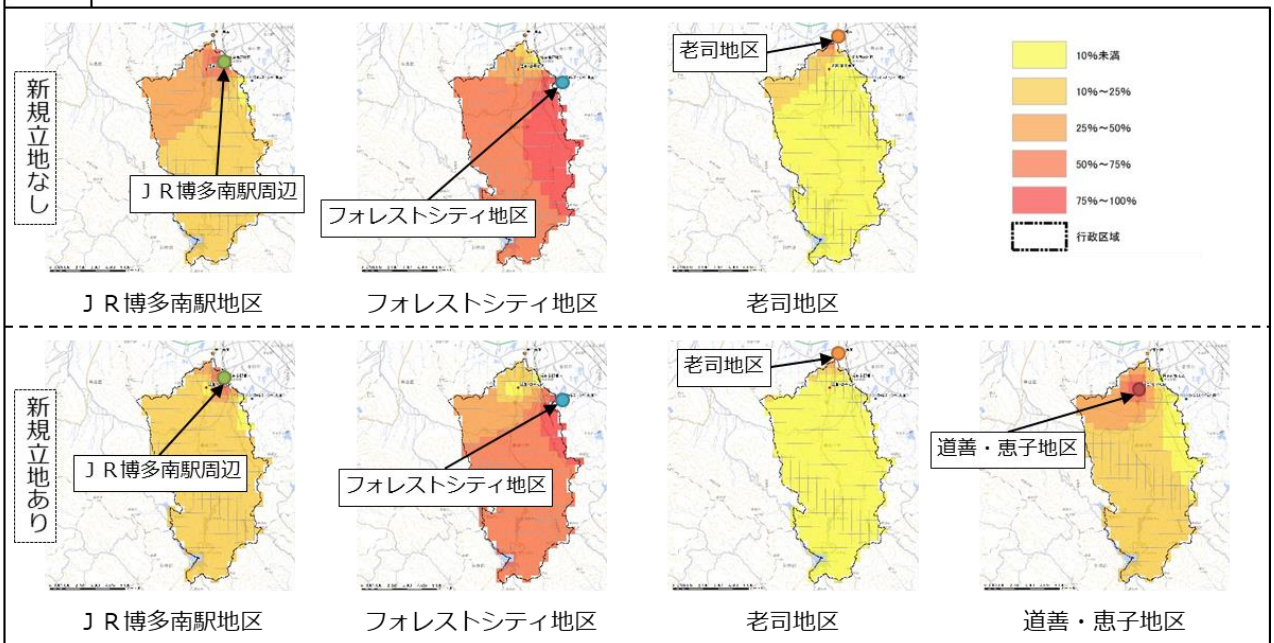 新規立地なし
ＪＲ博多南駅周辺
フォレストシティ地区
老司地区
10%未満
10%～25%
25%～50%
50%～75%
75%～100%
行政区域
ＪＲ博多南駅地区
フォレストシティ地区
老司地区
新規立地あり
ＪＲ博多南駅周辺
フォレストシティ地区
老司地区
道善・恵子地区
ＪＲ博多南駅地区
フォレストシティ地区
老司地区
道善・恵子地区